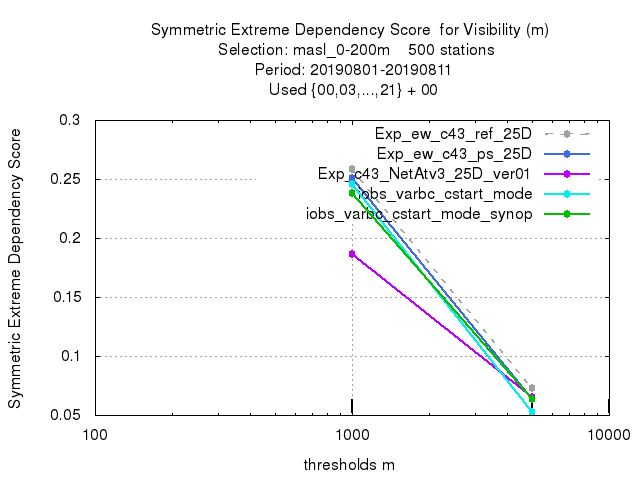 Symmetric Extreme Dependency Score  for Visibility (m)
Selection: masl_0-200m    500 stations
Period: 20190801-20190811
Used {00,03,...,21} + 00
Symmetric Extreme Dependency Score
0.3
0.25
0.2
0.15
0.1
0.05
Exp_ew_c43_ref_25D
Exp_ew_c43_ps_25D
Exp_c43_NetAtv3_25D_ver01
iobs_varbc_cstart_mode
iobs_varbc_cstart_mode_synop
100
1000
10000
thresholds m